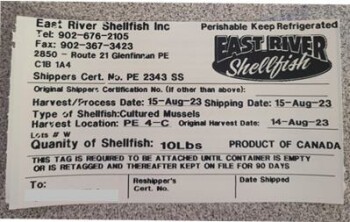 East River Shellfish Inc
Tel: 902-676-2105
Fax: 902-367-3423
2850 - Route 21 Glenfinnan PE
C1B 1A4
Shippers Cert. No. PE 2343 SS
Perishable Keep Refrigerated
EAST RIVER
Shellfish
Original Shippers Certification No. (if other than above):
Harvest/Process Date: 15-Aug-23 Shipping Date: 15-Aug-23
Type of Shellfish:Cultured Mussels
Harvest Location: PE 4-C Original Harvest Date: 14-Aug-23
Lots # W
Quanity of Shellfish: 10Lbs PRODUCT OF CANADA
THIS TAG IS REQUIRED TO BE ATTACHED UNTIL CONTAINER IS EMPTY
OR IS RETAGGED AND THEREAFTER KEPT ON FILE FOR 90 DAYS
To: Reshipper's Cert. No. Date Shipped